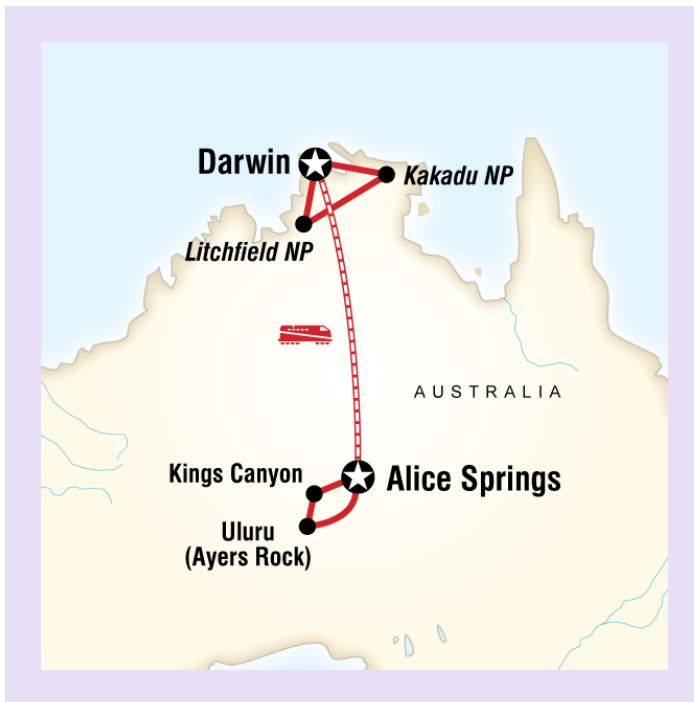 Darwin
Kakadu NP
Litchfield NP
AUSTRALIA
Kings Canyon
Alice Springs
Uluru
(Ayers Rock)